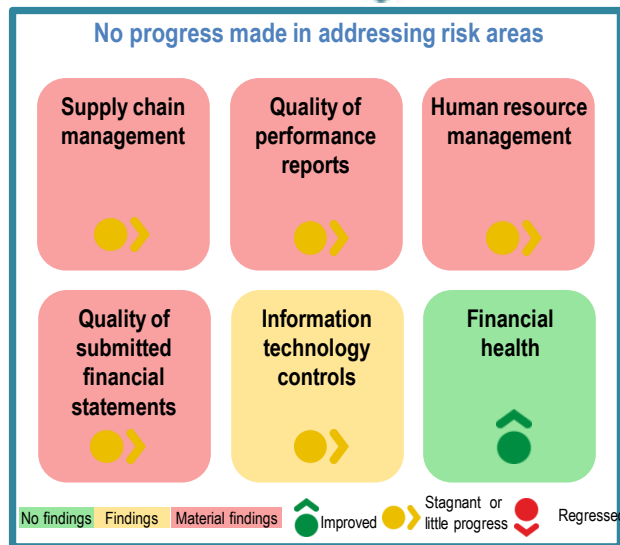 No progress made in addressing risk areas
Supply chain
management
Quality of
performance
reports
Human resource
management
Quality of
submitted
financial
statements
Information
technology
controls
Financial
health
No findings
Findings
Material findings
Improved
Stagnant or
little progress
Regressed